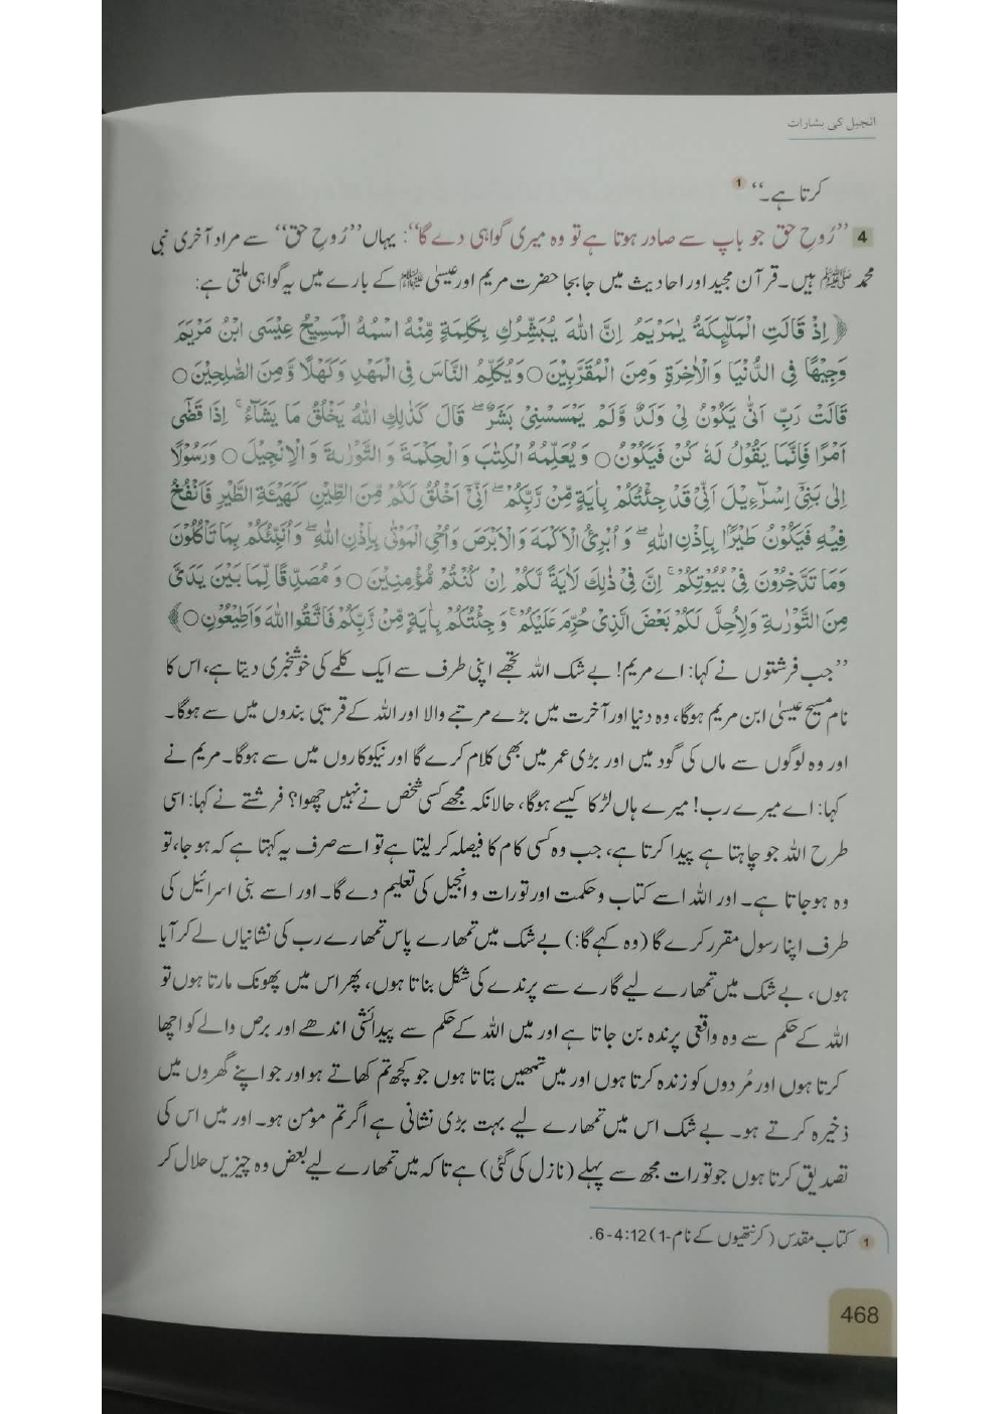 انجیل کی بشارات
کرتا ہے۔‘‘ 1
4 ’’رُوحِ حق جو باپ سے صادر ہوتا ہے تو وہ میری گواہی دے گا‘‘: یہاں ’’رُوحِ حق‘‘ سے مراد آخری نبی
محمد ﷺ ہیں۔ قرآن مجید اور احادیث میں جابجا حضرت مریم اور عیسیٰ کے بارے میں یہ گواہی ملتی ہے:
﴿ اِذْ قَالَتِ الْمَلٰٓىِٕكَةُ يٰمَرْيَمُ اِنَّ اللّٰهَ يُبَشِّرُكِ بِكَلِمَةٍ مِّنْهُ اسْمُهُ الْمَسِيْحُ عِيْسَى ابْنُ مَرْيَمَ
وَجِيْهًا فِى الدُّنْيَا وَالْاٰخِرَةِ وَمِنَ الْمُقَرَّبِيْنَ ○ وَيُكَلِّمُ النَّاسَ فِى الْمَهْدِ وَكَهْلًا وَّمِنَ الصّٰلِحِيْنَ ○
قَالَتْ رَبِّ اَنّٰى يَكُوْنُ لِىْ وَلَدٌ وَّلَمْ يَمْسَسْنِىْ بَشَرٌ ۖ قَالَ كَذٰلِكِ اللّٰهُ يَخْلُقُ مَا يَشَآءُ ۚ اِذَا قَضٰٓى
اَمْرًا فَاِنَّمَا يَقُوْلُ لَهٗ كُنْ فَيَكُوْنُ ○ وَيُعَلِّمُهُ الْكِتٰبَ وَالْحِكْمَةَ وَ التَّوْرٰىةَ وَ الْاِنْجِيْلَ ○ وَرَسُوْلًا
اِلٰى بَنِىْٓ اِسْرَآءِيْلَ اَنِّىْ قَدْ جِئْتُكُمْ بِاٰيَةٍ مِّنْ رَّبِّكُمْ ۖ اَنِّىْٓ اَخْلُقُ لَكُمْ مِّنَ الطِّيْنِ كَهَيْـَٔةِ الطَّيْرِ فَاَنْفُخُ
فِيْهِ فَيَكُوْنُ طَيْرًۢا بِاِذْنِ اللّٰهِ ۖ وَ اُبْرِئُ الْاَكْمَهَ وَالْاَبْرَصَ وَاُحْىِ الْمَوْتٰى بِاِذْنِ اللّٰهِ ۖ وَاُنَبِّئُكُمْ بِمَا تَاْكُلُوْنَ
وَمَا تَدَّخِرُوْنَ فِىْ بُيُوْتِكُمْ ۚ اِنَّ فِىْ ذٰلِكَ لَاٰيَةً لَّكُمْ اِنْ كُنْتُمْ مُّؤْمِنِيْنَ ○ وَ مُصَدِّقًا لِّمَا بَيْنَ يَدَىَّ
مِنَ التَّوْرٰىةِ وَلِاُحِلَّ لَكُمْ بَعْضَ الَّذِىْ حُرِّمَ عَلَيْكُمْ ۚ وَ جِئْتُكُمْ بِاٰيَةٍ مِّنْ رَّبِّكُمْ فَاتَّقُوا اللّٰهَ وَاَطِيْعُوْنِ ○ ﴾
’’جب فرشتوں نے کہا: اے مریم! بے شک اللہ تجھے اپنی طرف سے ایک کلمے کی خوشخبری دیتا ہے، اس کا
نام مسیح عیسیٰ ابن مریم ہوگا، وہ دنیا اور آخرت میں بڑے مرتبے والا اور اللہ کے قریبی بندوں میں سے ہوگا۔
اور وہ لوگوں سے ماں کی گود میں اور بڑی عمر میں بھی کلام کرے گا اور نیکوکاروں میں سے ہوگا۔ مریم نے
کہا: اے میرے رب! میرے ہاں لڑکا کیسے ہوگا، حالانکہ مجھے کسی شخص نے نہیں چھوا؟ فرشتے نے کہا: اسی
طرح اللہ جو چاہتا ہے پیدا کرتا ہے، جب وہ کسی کام کا فیصلہ کر لیتا ہے تو اسے صرف یہ کہتا ہے کہ ہو جا، تو
وہ ہوجاتا ہے۔ اور اللہ اسے کتاب و حکمت اور تورات و انجیل کی تعلیم دے گا۔ اور اسے بنی اسرائیل کی
طرف اپنا رسول مقرر کرے گا (وہ کہے گا:) بے شک میں تمھارے پاس تمھارے رب کی نشانیاں لے کر آیا
ہوں، بے شک میں تمھارے لیے گارے سے پرندے کی شکل بناتا ہوں، پھر اس میں پھونک مارتا ہوں تو
اللہ کے حکم سے وہ واقعی پرندہ بن جاتا ہے اور میں اللہ کے حکم سے پیدائشی اندھے اور برص والے کو اچھا
کرتا ہوں اور مُردوں کو زندہ کرتا ہوں اور میں تمھیں بتاتا ہوں جو کچھ تم کھاتے ہو اور جو اپنے گھروں میں
ذخیرہ کرتے ہو۔ بے شک اس میں تمھارے لیے بہت بڑی نشانی ہے اگر تم مومن ہو۔ اور میں اس کی
تصدیق کرتا ہوں جو تورات مجھ سے پہلے (نازل کی گئی) ہے تاکہ میں تمھارے لیے بعض وہ چیزیں حلال کر
1 کتاب مقدس (کرنتھیوں کے نام-1) 12:4-6.
468